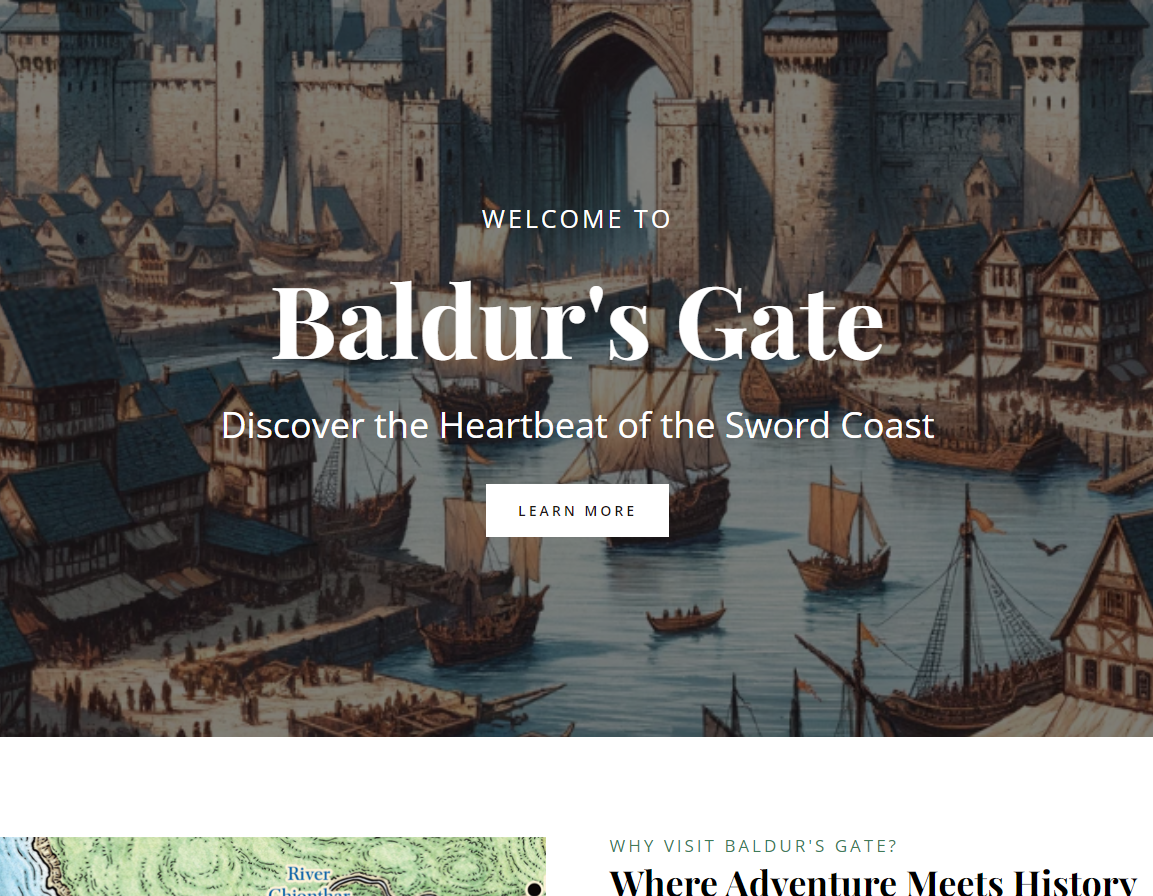 WELCOME TO
Baldur's Gate
Discover the Heartbeat of the Sword Coast
LEARN MORE
River
Chionthar
WHY VISIT BALDUR'S GATE?
Where Adventure Meets History